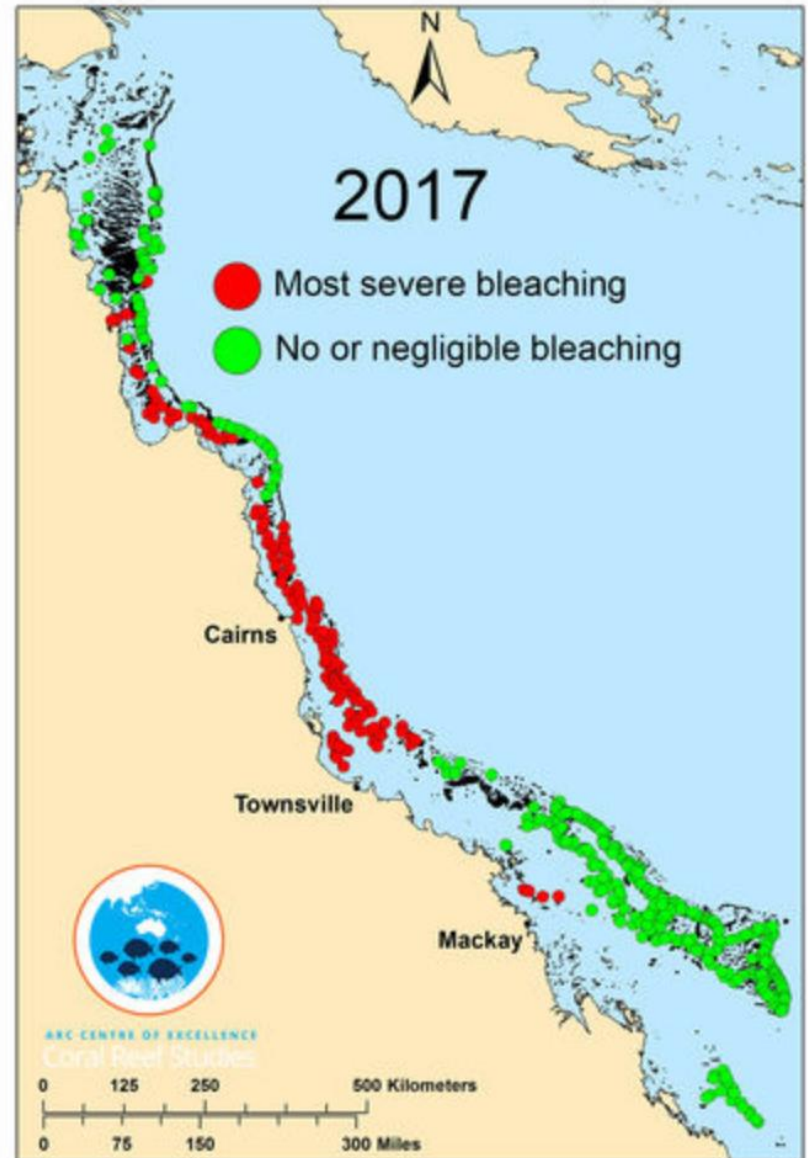 N
2017
Most severe bleaching
No or negligible bleaching
Cairns
Townsville
Mackay
ARC CENTRE OF EXCELLENCE
Coral Reef Studies
0 125 250 500 Kilometers
0 75 150 300 Miles